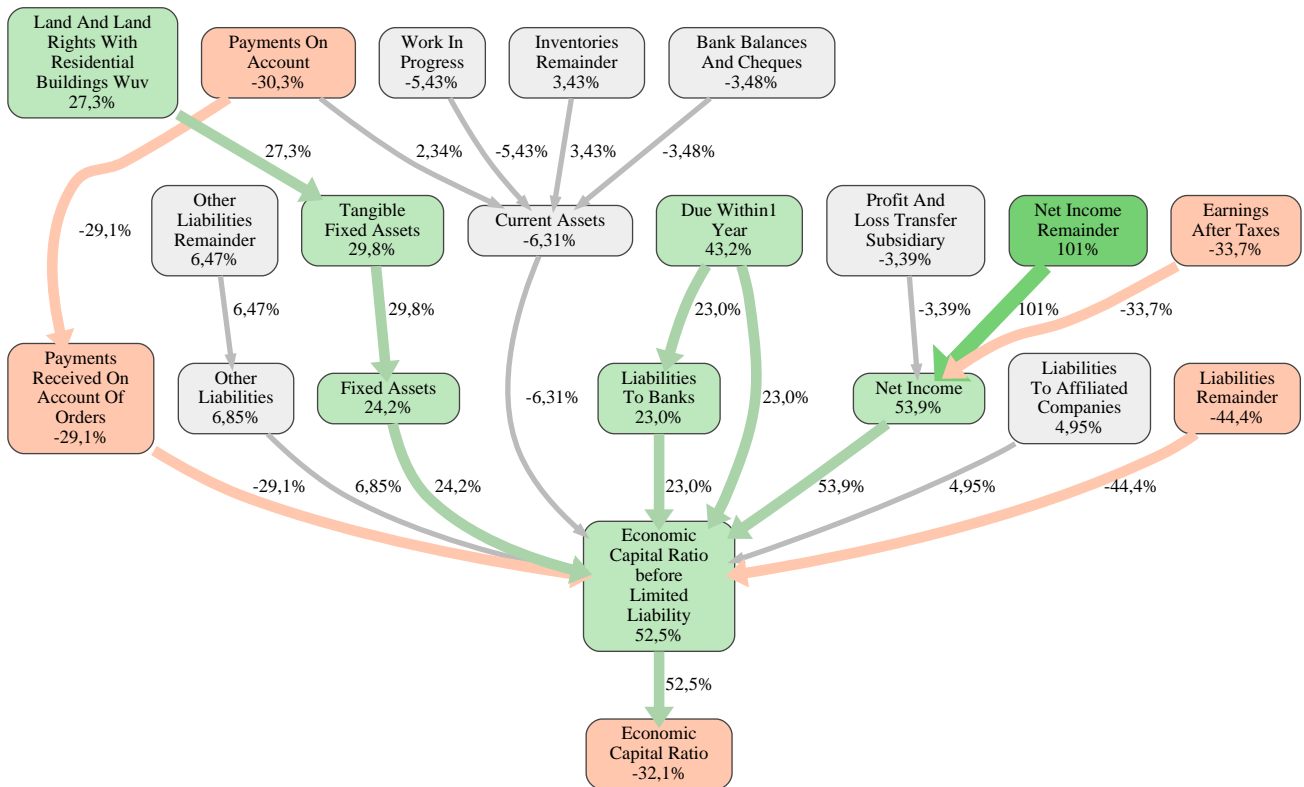 Land And Land
Rights With
Residential
Buildings Wuv
27,3%
Payments On
Account
-30,3%
Work In
Progress
-5,43%
Inventories
Remainder
3,43%
Bank Balances
And Cheques
-3,48%
27,3%
2,34%
-5,43%
3,43%
-3,48%
-29,1%
Other
Liabilities
Remainder
6,47%
Tangible
Fixed Assets
29,8%
Current Assets
-6,31%
Due Within1
Year
43,2%
Profit And
Loss Transfer
Subsidiary
-3,39%
Net Income
Remainder
101%
Earnings
After Taxes
-33,7%
6,47%
29,8%
23,0%
-3,39%
101%
-33,7%
Payments
Received On
Account Of
Orders
-29,1%
Other
Liabilities
6,85%
Fixed Assets
24,2%
-6,31%
Liabilities
To Banks
23,0%
23,0%
Net Income
53,9%
Liabilities
To Affiliated
Companies
4,95%
Liabilities
Remainder
-44,4%
-29,1%
6,85%
24,2%
23,0%
53,9%
4,95%
-44,4%
Economic
Capital Ratio
before
Limited
Liability
52,5%
52,5%
Economic
Capital Ratio
-32,1%